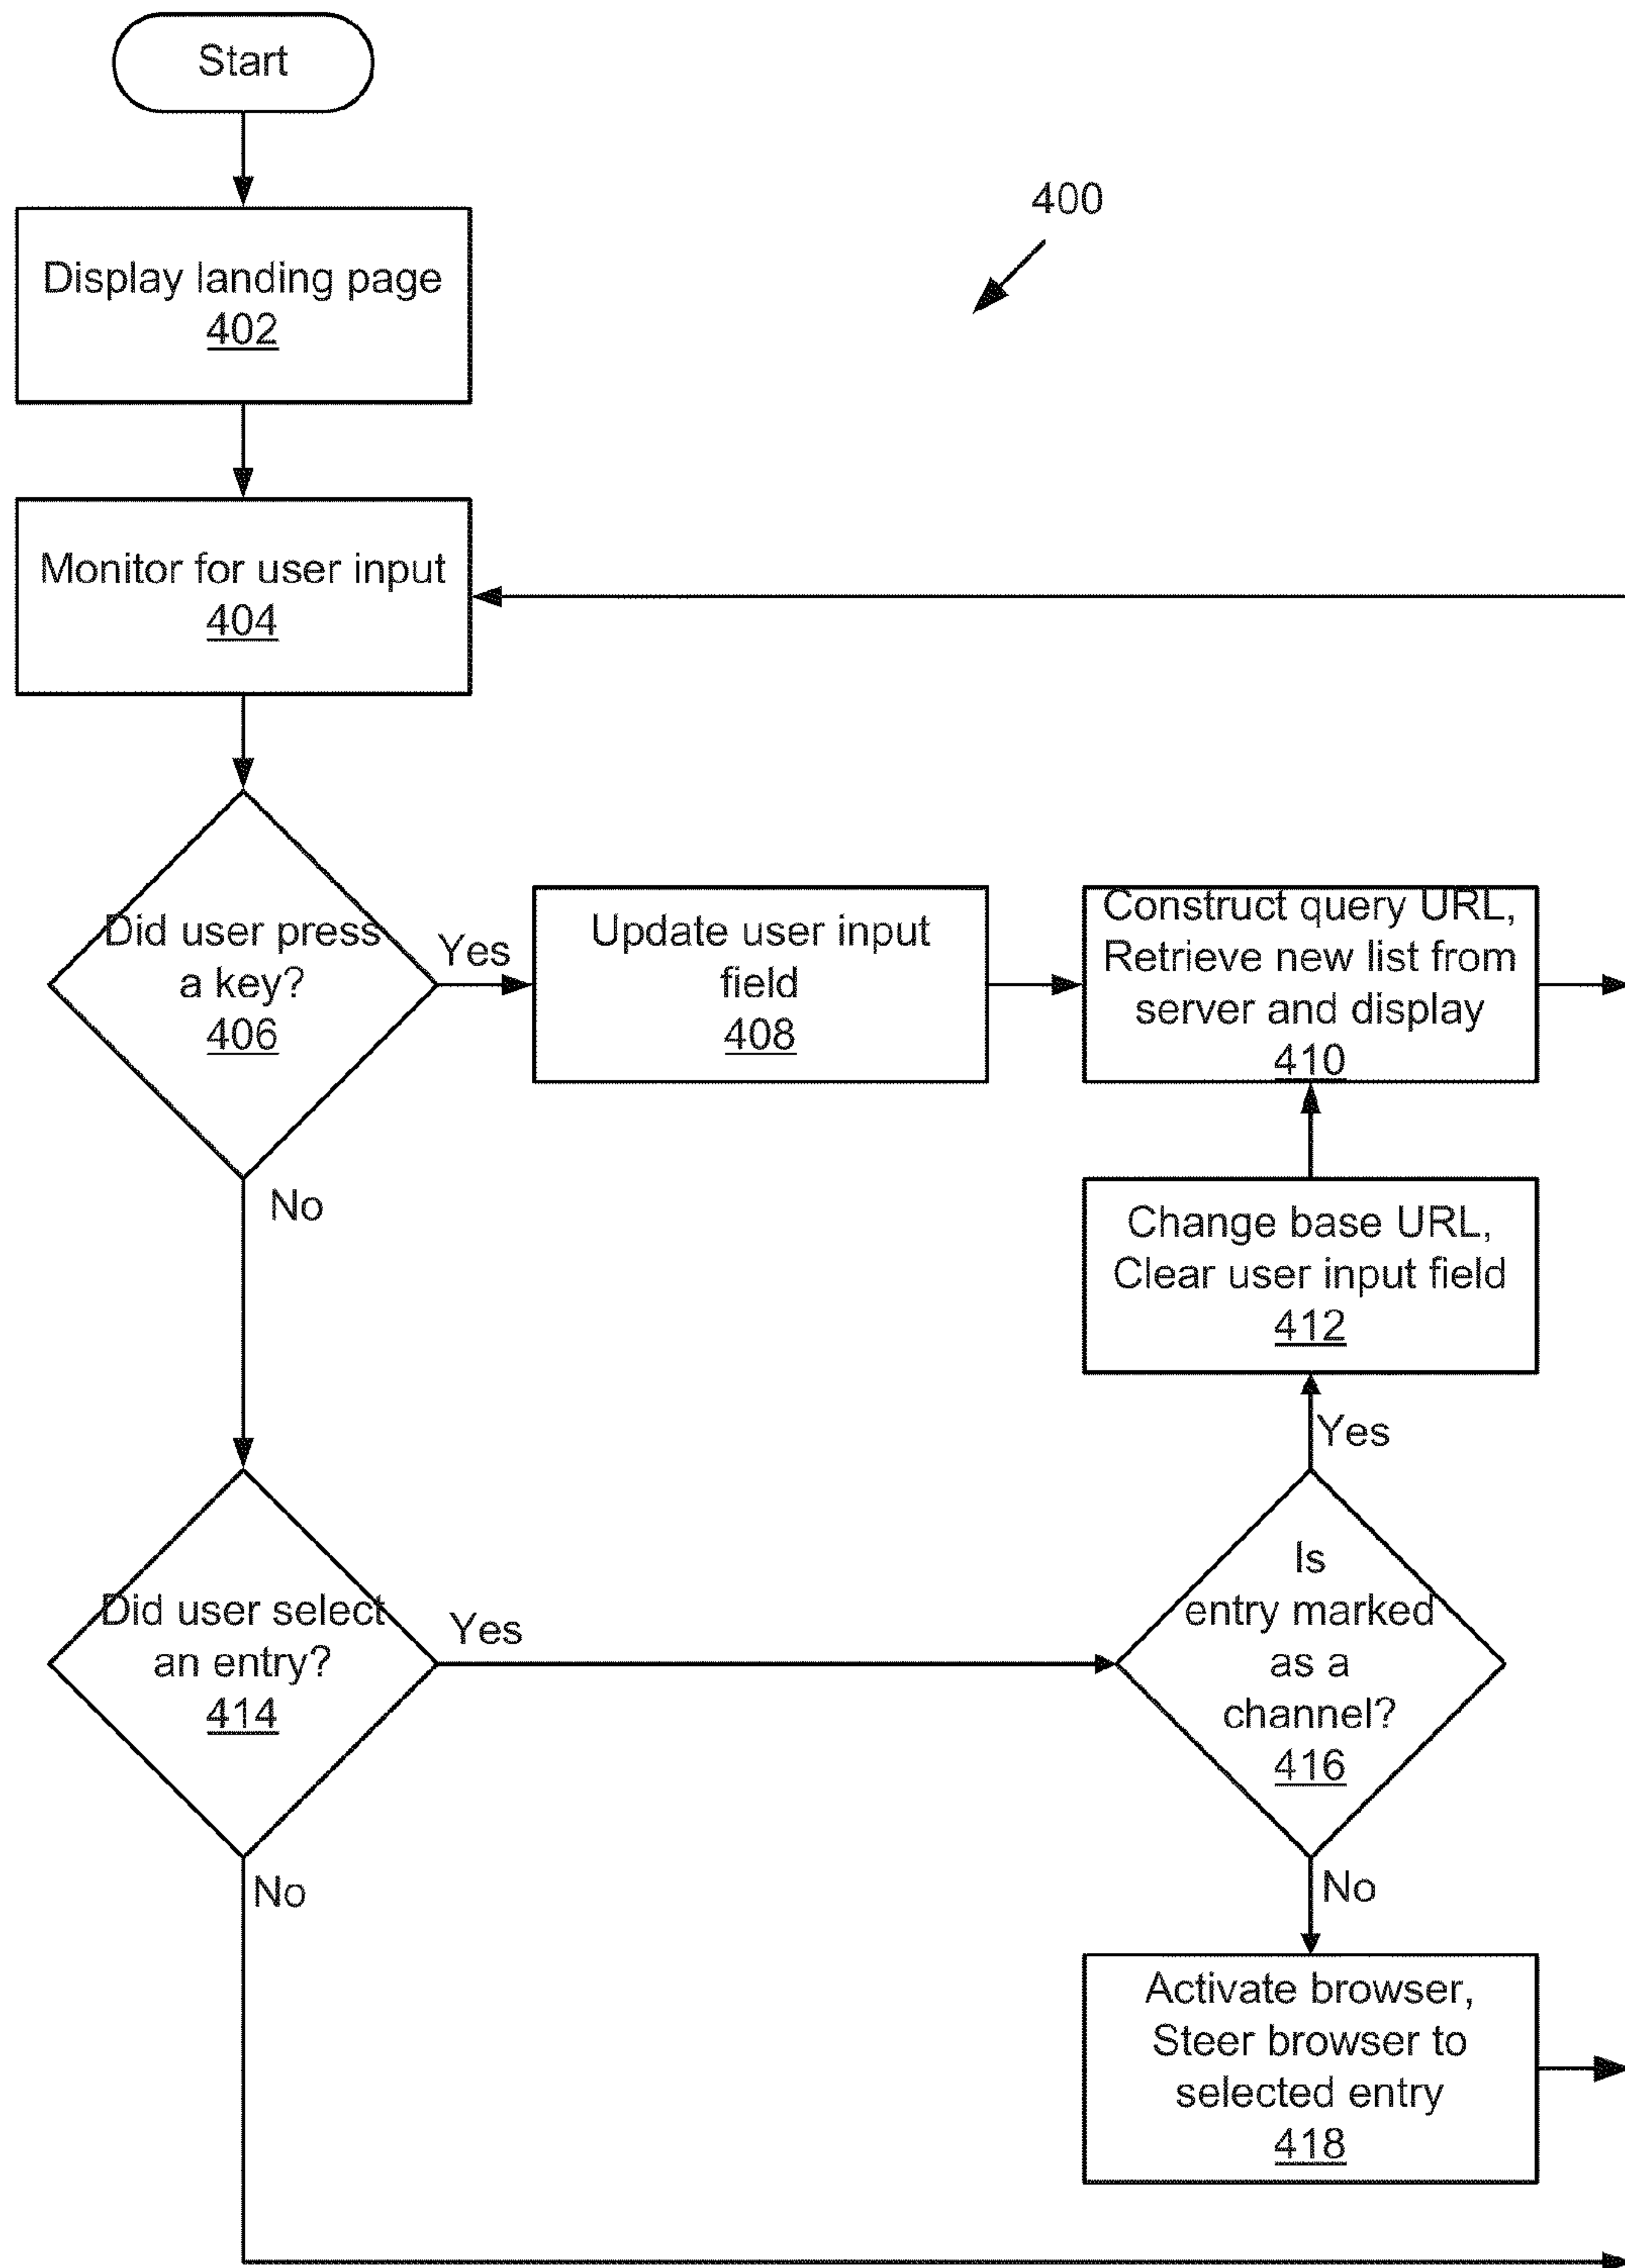 Start
400
Display landing page
402
Monitor for user input
404
Did user press
a key?
406
Yes
Update user input
field
408
Construct query URL,
Retrieve new list from
server and display
410
No
Change base URL,
Clear user input field
412
Yes
Did user select
an entry?
414
Yes
Is
entry marked
as a
channel?
416
No
No
Activate browser,
Steer browser to
selected entry
418